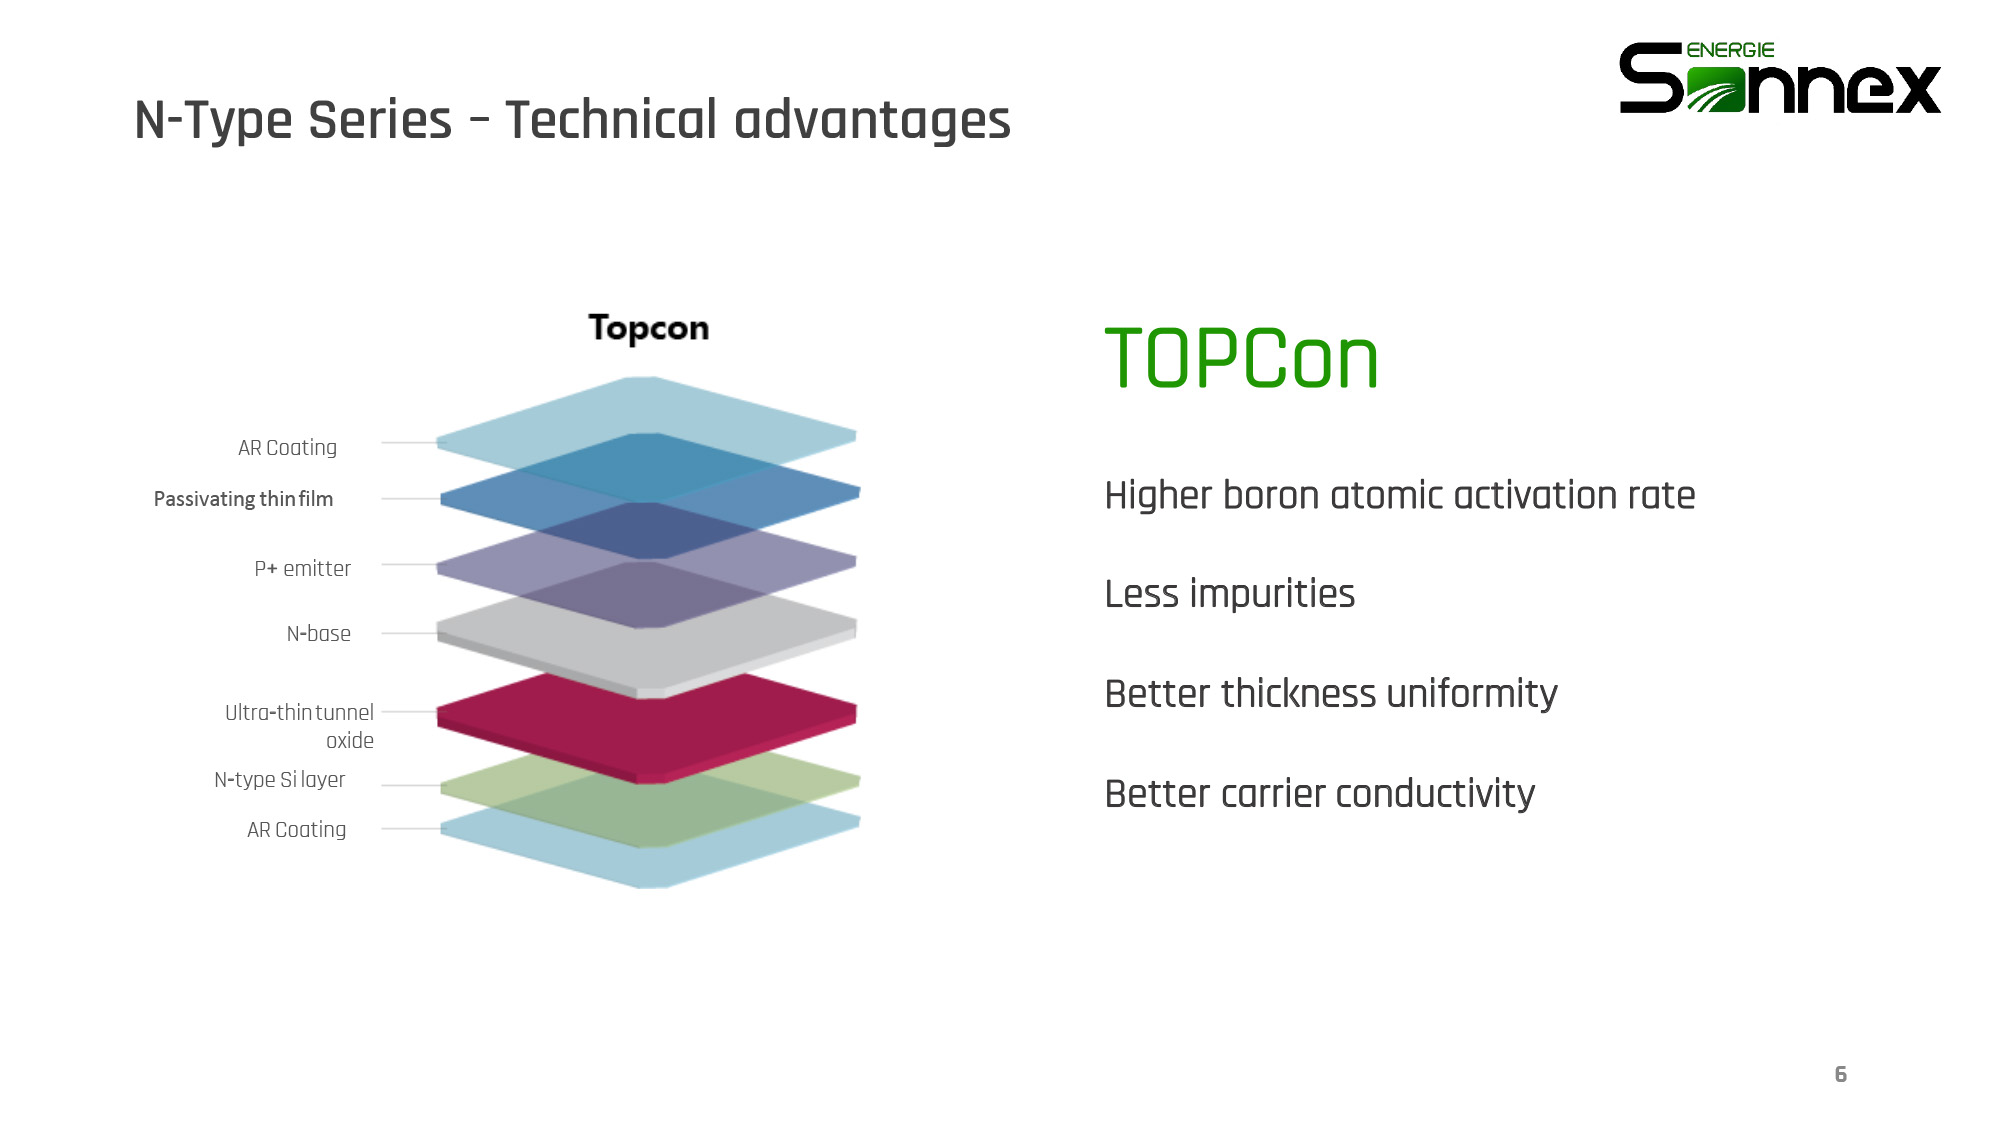 ENERGIE
Sonnex
N-Type Series – Technical advantages
Topcon
AR Coating
Passivating thin film
P+ emitter
N-base
Ultra-thin tunnel
oxide
N-type Si layer
AR Coating
TOPCon
Higher boron atomic activation rate
Less impurities
Better thickness uniformity
Better carrier conductivity
6